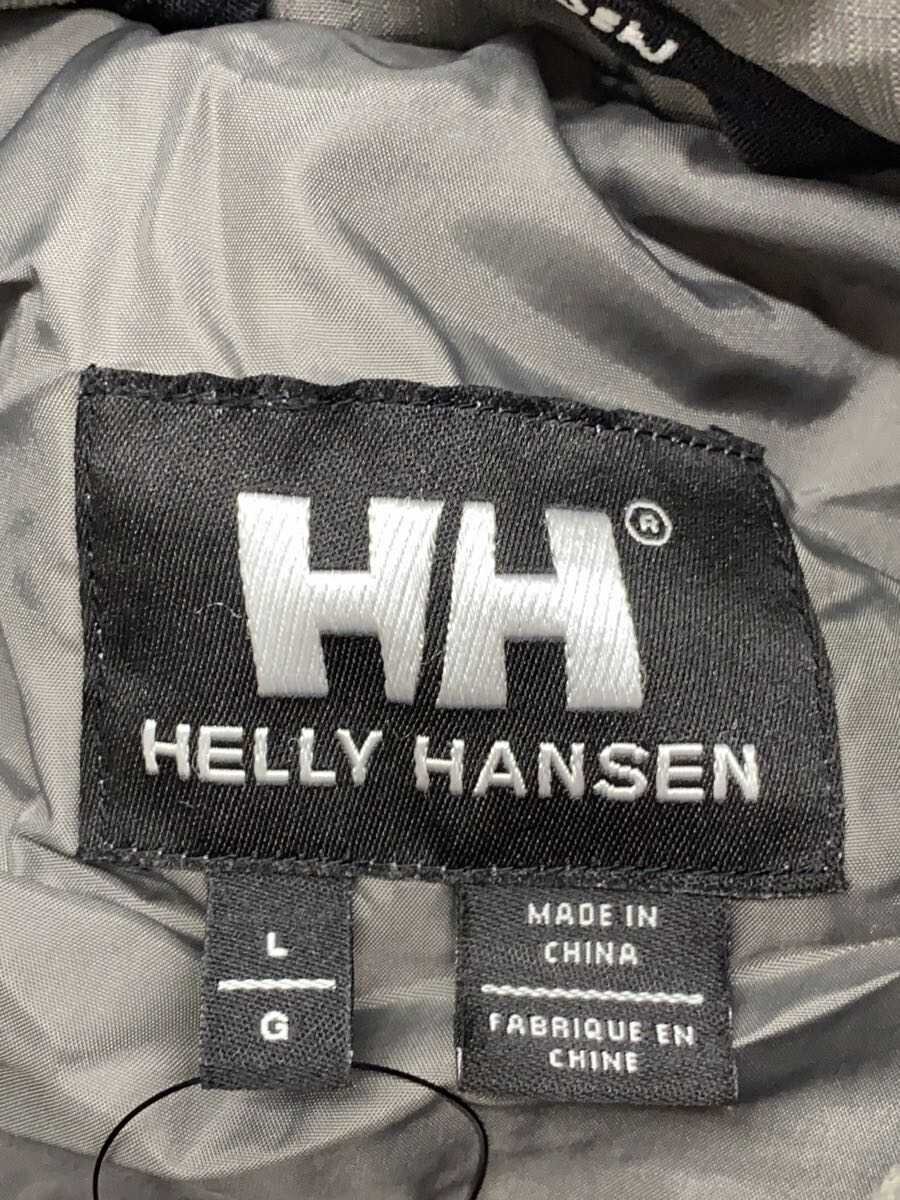 HH®
HELLY HANSEN
L
G
MADE IN
CHINA
FABRIQUE EN
CHINE